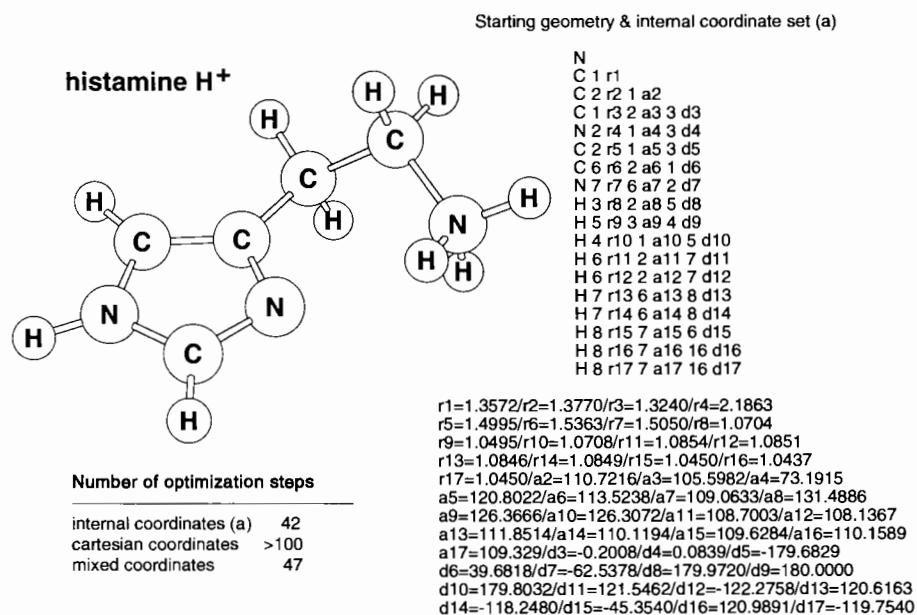 Starting geometry & internal coordinate set (a)
histamine H+
N
C 1 r1
C 2 r2 1 a2
C 1 r3 2 a3 3 d3
N 2 r4 1 a4 3 d4
C 2 r5 1 a5 3 d5
C 6 r6 2 a6 1 d6
N 7 r7 6 a7 2 d7
H 3 r8 2 a8 5 d8
H 5 r9 3 a9 4 d9
H 4 r10 1 a10 5 d10
H 6 r11 2 a11 7 d11
H 6 r12 2 a12 7 d12
H 7 r13 6 a13 8 d13
H 7 r14 6 a14 8 d14
H 8 r15 7 a15 6 d15
H 8 r16 7 a16 16 d16
H 8 r17 7 a17 16 d17
H
H
H
C
C
H
H
H
N
C
C
H
H
N
N
H
C
H
r1=1.3572/r2=1.3770/r3=1.3240/r4=2.1863
r5=1.4995/r6=1.5363/r7=1.5050/r8=1.0704
r9=1.0495/r10=1.0708/r11=1.0854/r12=1.0851
r13=1.0846/r14=1.0849/r15=1.0450/r16=1.0437
r17=1.0450/a2=110.7216/a3=105.5982/a4=73.1915
a5=120.8022/a6=113.5238/a7=109.0633/a8=131.4886
a9=126.3666/a10=126.3072/a11=108.7003/a12=108.1367
a13=111.8514/a14=110.1194/a15=109.6284/a16=110.1589
a17=109.329/d3=-0.2008/d4=0.0839/d5=-179.6829
d6=39.6818/d7=-62.5378/d8=179.9720/d9=180.0000
d10=179.8032/d11=121.5462/d12=-122.2758/d13=120.6163
d14=-118.2480/d15=-45.3540/d16=120.9891/d17=-119.7540
Number of optimization steps
internal coordinates (a) 42
cartesian coordinates >100
mixed coordinates 47